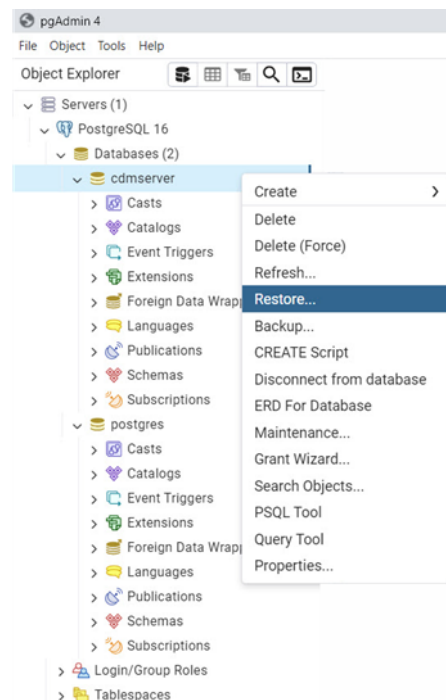 pgAdmin 4
File Object Tools Help
Object Explorer
Servers (1)
PostgreSQL 16
Databases (2)
cdmserver
Casts
Catalogs
Event Triggers
Extensions
Foreign Data Wrap
Languages
Publications
Schemas
Subscriptions
postgres
Casts
Catalogs
Event Triggers
Extensions
Foreign Data Wrap
Languages
Publications
Schemas
Subscriptions
Login/Group Roles
Tablespaces
Create
Delete
Delete (Force)
Refresh...
Restore...
Backup...
CREATE Script
Disconnect from database
ERD For Database
Maintenance...
Grant Wizard...
Search Objects...
PSQL Tool
Query Tool
Properties...